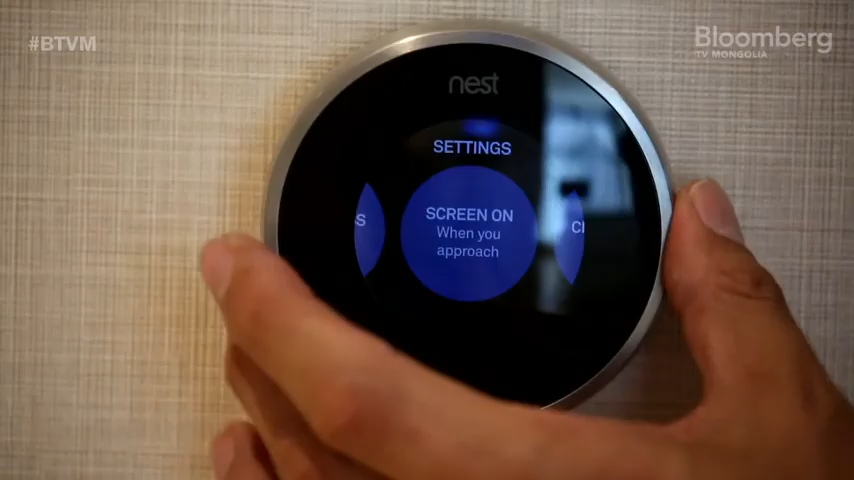 #BTVM
Bloomberg
TV MONGOLIA
nest
SETTINGS
S
SCREEN ON
When you
approach